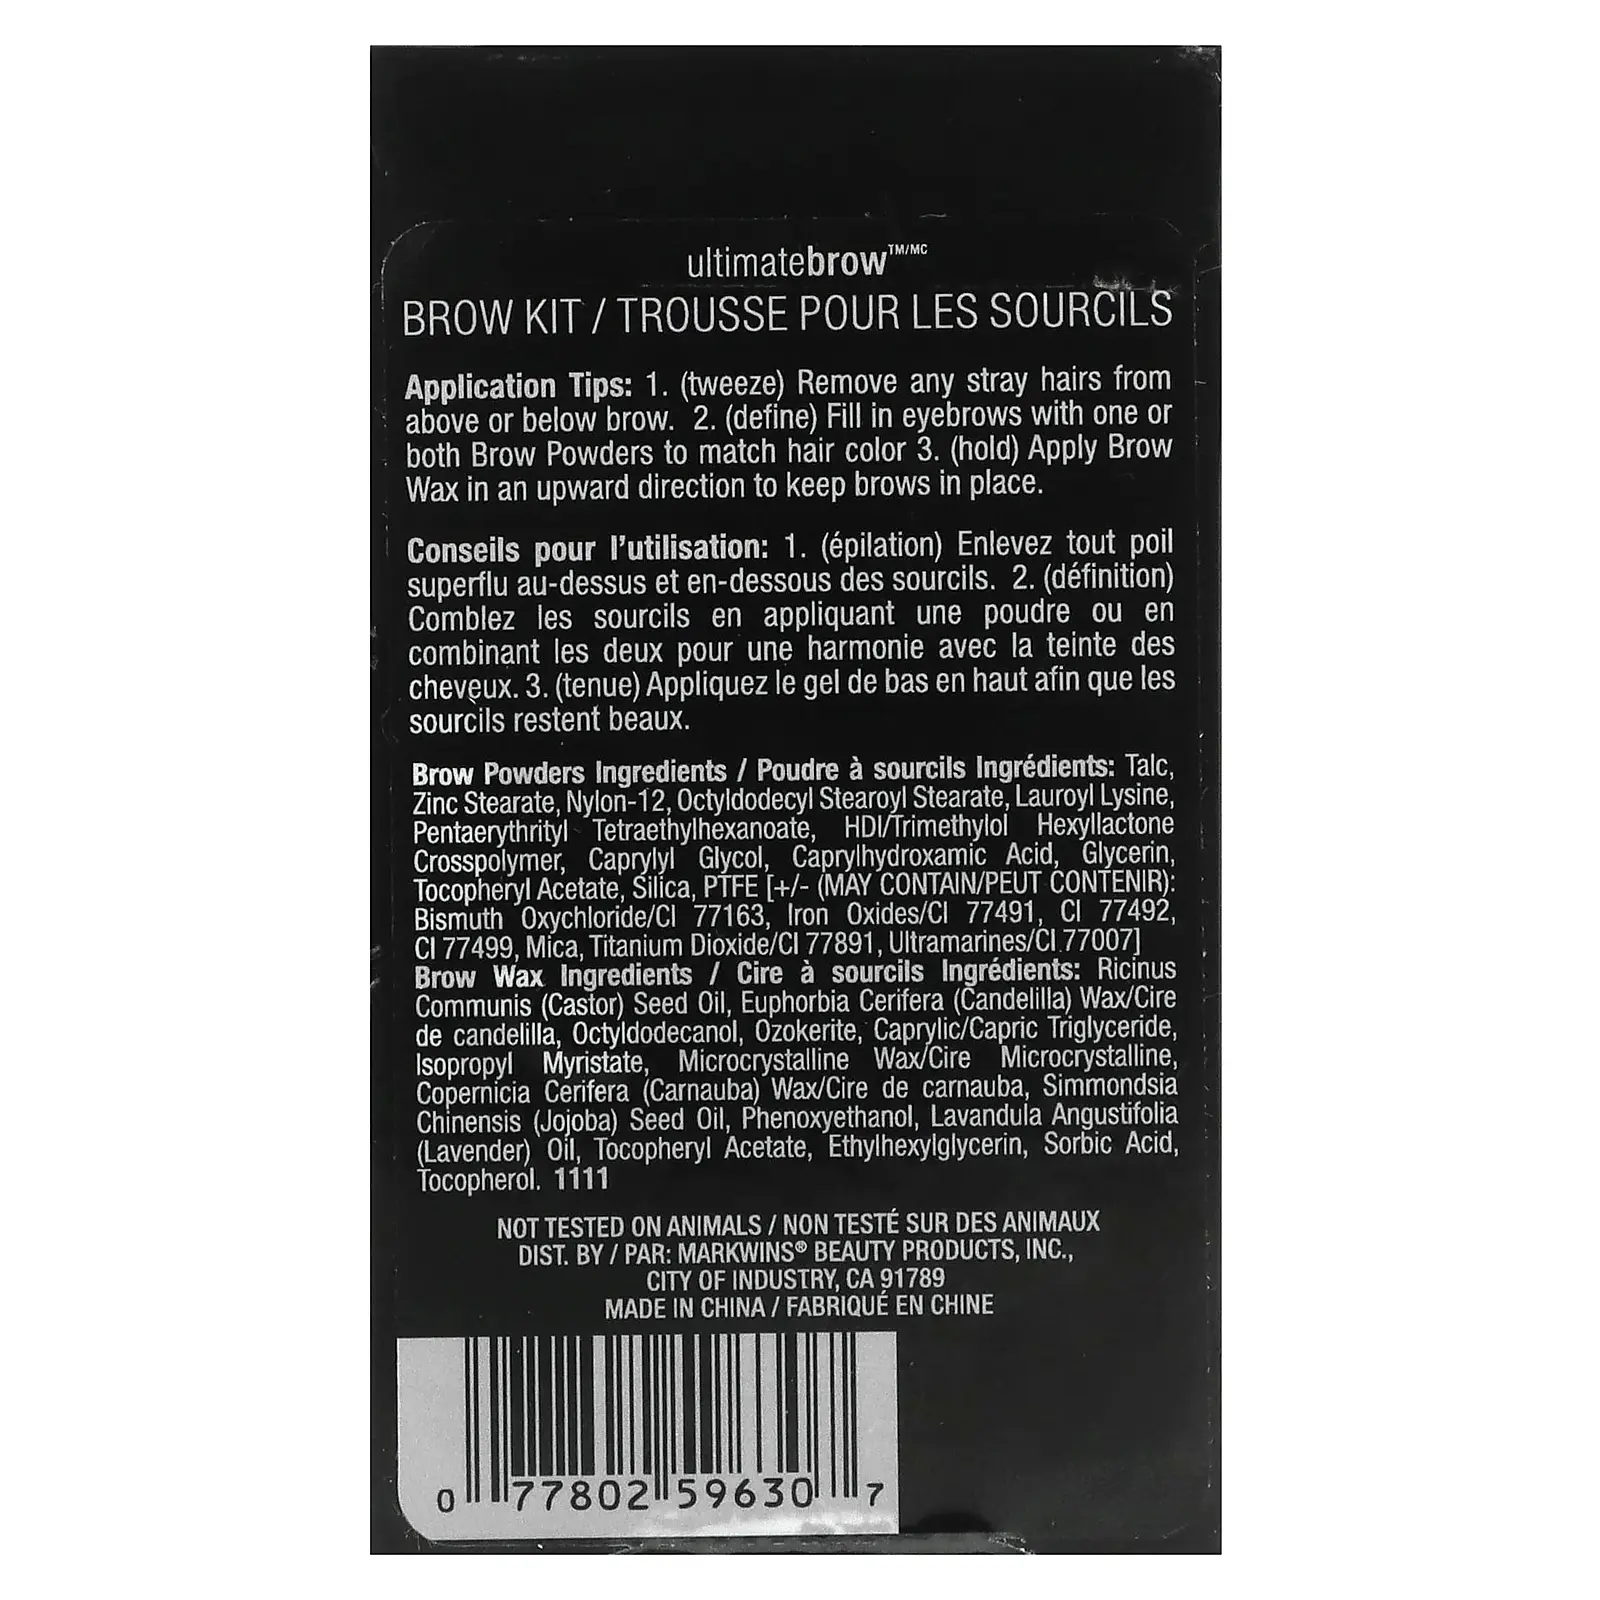 ultimatebrow™/MC
BROW KIT / TROUSSE POUR LES SOURCILS
Application Tips: 1. (tweeze) Remove any stray hairs from
above or below brow. 2. (define) Fill in eyebrows with one or
both Brow Powders to match hair color 3. (hold) Apply Brow
Wax in an upward direction to keep brows in place.
Conseils pour l'utilisation: 1. (épilation) Enlevez tout poil
superflu au-dessus et en-dessous des sourcils. 2. (définition)
Comblez les sourcils en appliquant une poudre ou en
combinant les deux pour une harmonie avec la teinte des
cheveux. 3. (tenue) Appliquez le gel de bas en haut afin que les
sourcils restent beaux.
Brow Powders Ingredients / Poudre à sourcils Ingrédients: Talc,
Zinc Stearate, Nylon-12, Octyldodecyl Stearoyl Stearate, Lauroyl Lysine,
Pentaerythrityl Tetraethylhexanoate, HDI/Trimethylol Hexyllactone
Crosspolymer, Caprylyl Glycol, Caprylhydroxamic Acid, Glycerin,
Tocopheryl Acetate, Silica, PTFE [+/- (MAY CONTAIN/PEUT CONTENIR):
Bismuth Oxychloride/CI 77163, Iron Oxides/CI 77491, CI 77492,
CI 77499, Mica, Titanium Dioxide/CI 77891, Ultramarines/CI 77007]
Brow Wax Ingredients / Cire à sourcils Ingrédients: Ricinus
Communis (Castor) Seed Oil, Euphorbia Cerifera (Candelilla) Wax/Cire
de candelilla, Octyldodecanol, Ozokerite, Caprylic/Capric Triglyceride,
Isopropyl Myristate, Microcrystalline Wax/Cire Microcrystalline,
Copernicia Cerifera (Carnauba) Wax/Cire de carnauba, Simmondsia
Chinensis (Jojoba) Seed Oil, Phenoxyethanol, Lavandula Angustifolia
(Lavender) Oil, Tocopheryl Acetate, Ethylhexylglycerin, Sorbic Acid,
Tocopherol. 1111
NOT TESTED ON ANIMALS / NON TESTÉ SUR DES ANIMAUX
DIST. BY / PAR: MARKWINS® BEAUTY PRODUCTS, INC.,
CITY OF INDUSTRY, CA 91789
MADE IN CHINA / FABRIQUÉ EN CHINE
0 77802 59630 7